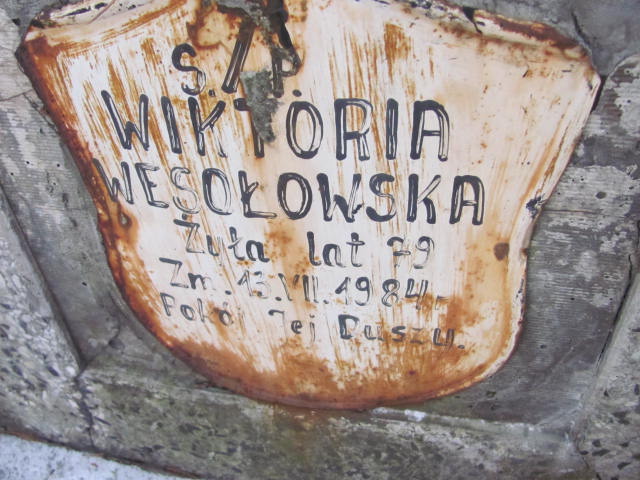 Ś./P.
WIKTORIA
WESOŁOWSKA
Żyła lat 79
Zm. 13.VII.1984.
Pokój Jej Duszy.